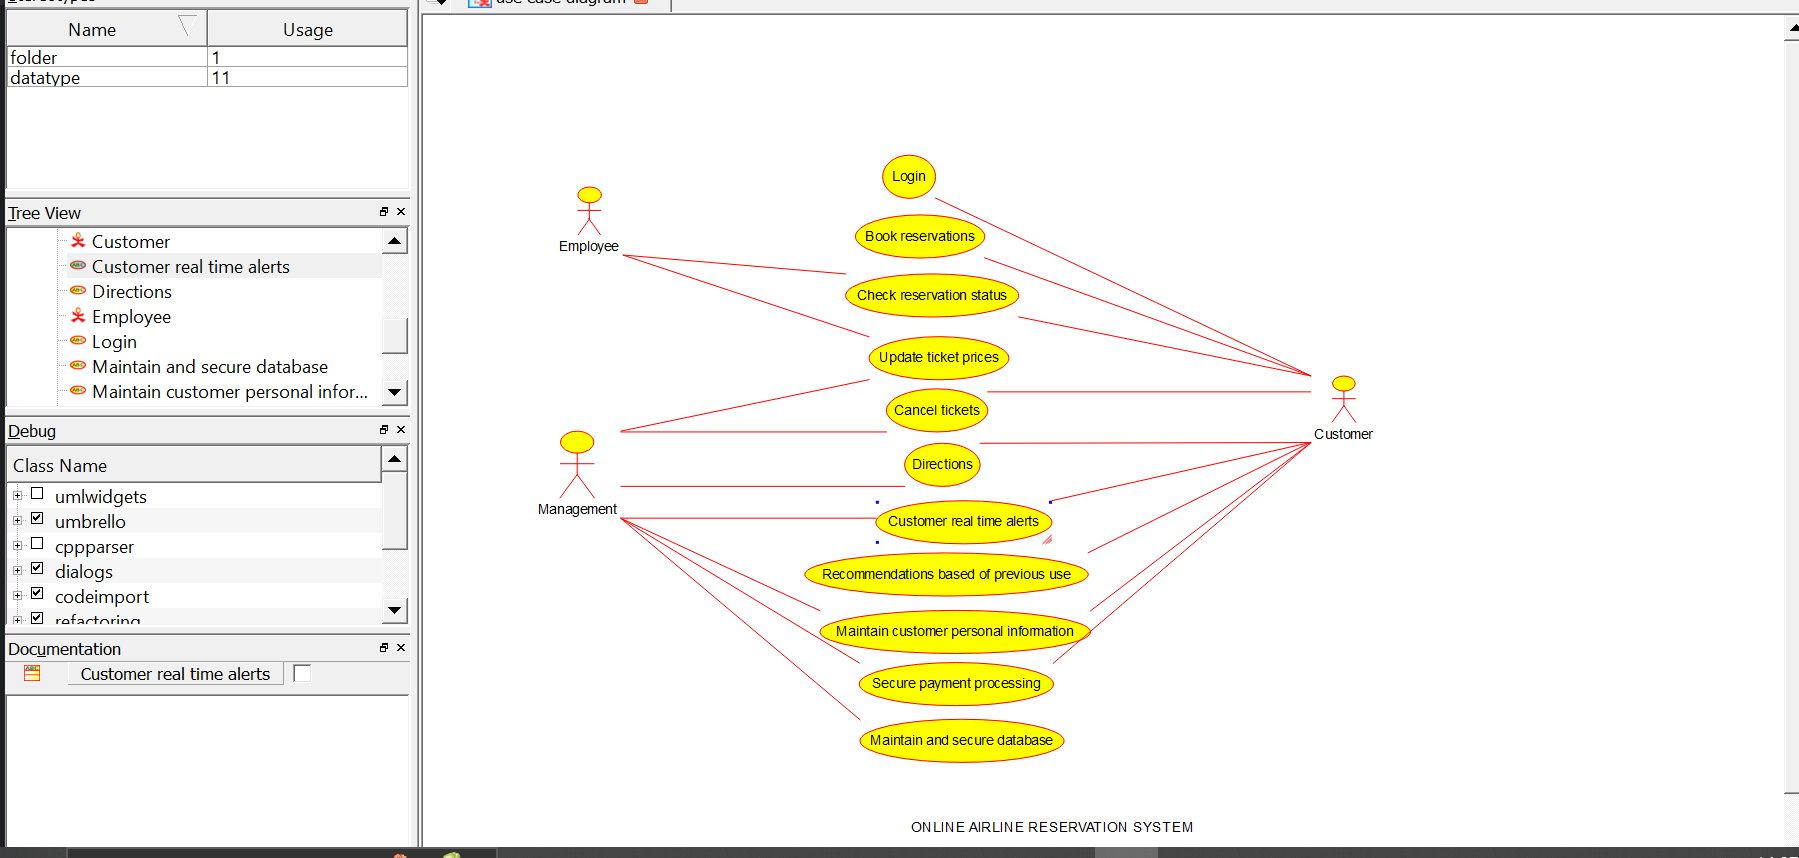 use case diagram
Name Usage
folder 1
datatype 11
Tree View
Customer
Customer real time alerts
Directions
Employee
Login
Maintain and secure database
Maintain customer personal infor...
Debug
Class Name
umlwidgets
umbrello
cppparser
dialogs
codeimport
refactoring
Documentation
Customer real time alerts
Login
Employee
Book reservations
Check reservation status
Update ticket prices
Cancel tickets
Customer
Directions
Management
Customer real time alerts
Recommendations based of previous use
Maintain customer personal information
Secure payment processing
Maintain and secure database
ONLINE AIRLINE RESERVATION SYSTEM